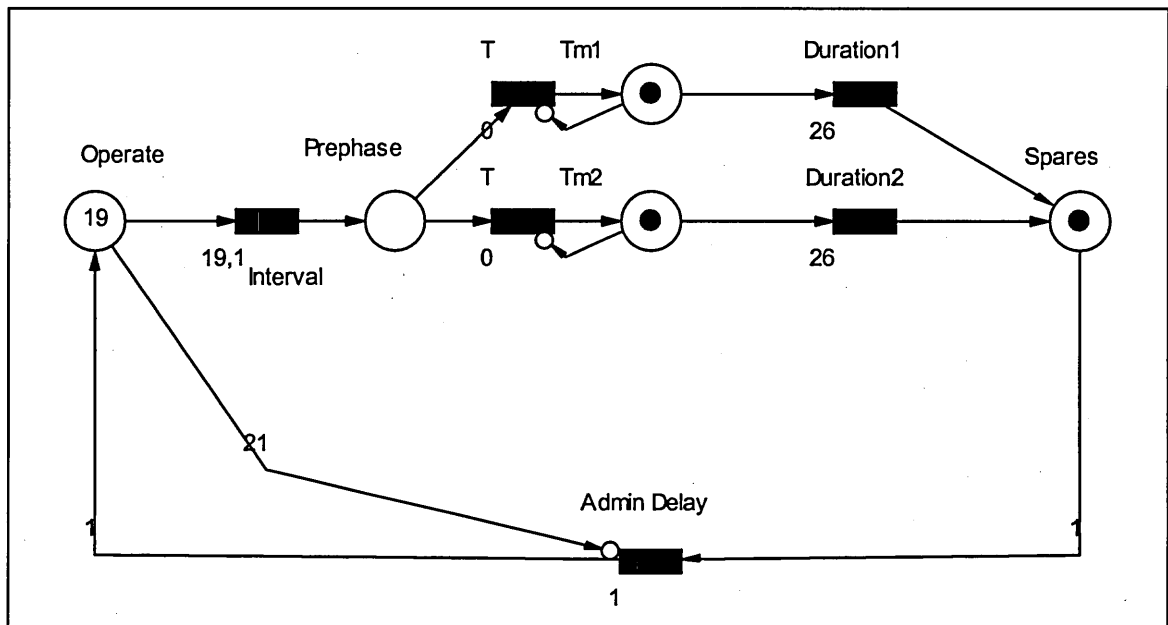 T Tm1 Duration1
0 26
Operate Prephase T Tm2 Duration2 Spares
19
19,1 0 26
Interval
21
Admin Delay
1 1
1